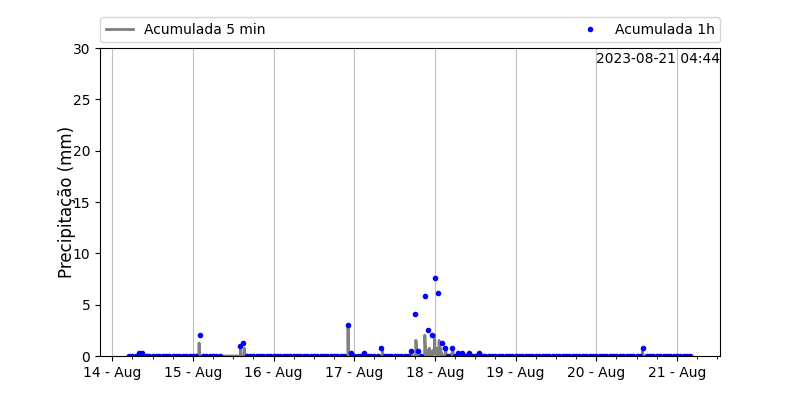 Acumulada 5 min
Acumulada 1h
2023-08-21 04:44
Precipitação (mm)
30
25
20
15
10
5
0
14 - Aug
15 - Aug
16 - Aug
17 - Aug
18 - Aug
19 - Aug
20 - Aug
21 - Aug